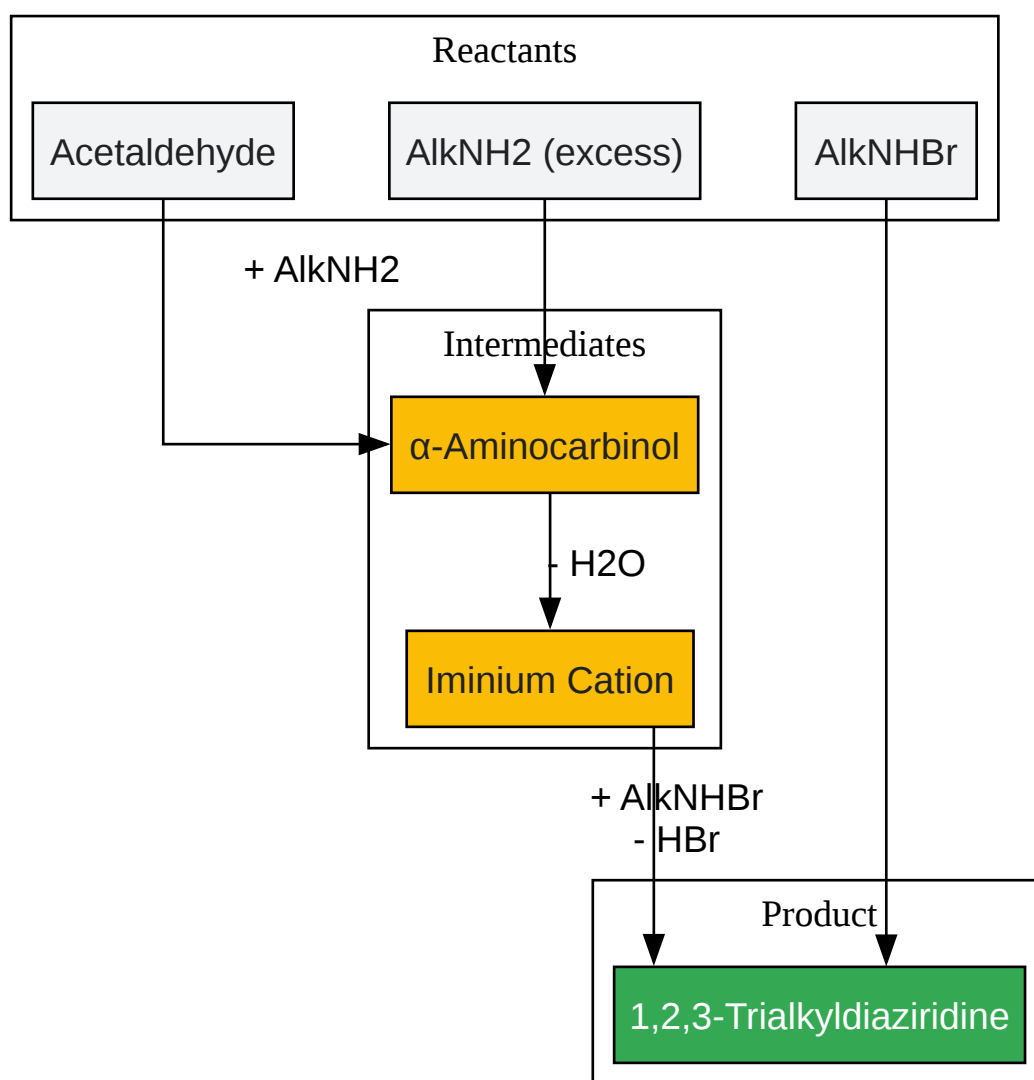 Reactants
Acetaldehyde
AlkNH2 (excess)
AlkNHBr
+ AlkNH2
Intermediates
α-Aminocarbinol
- H2O
Iminium Cation
+ AlkNHBr
- HBr
Product
1,2,3-Trialkyldiaziridine